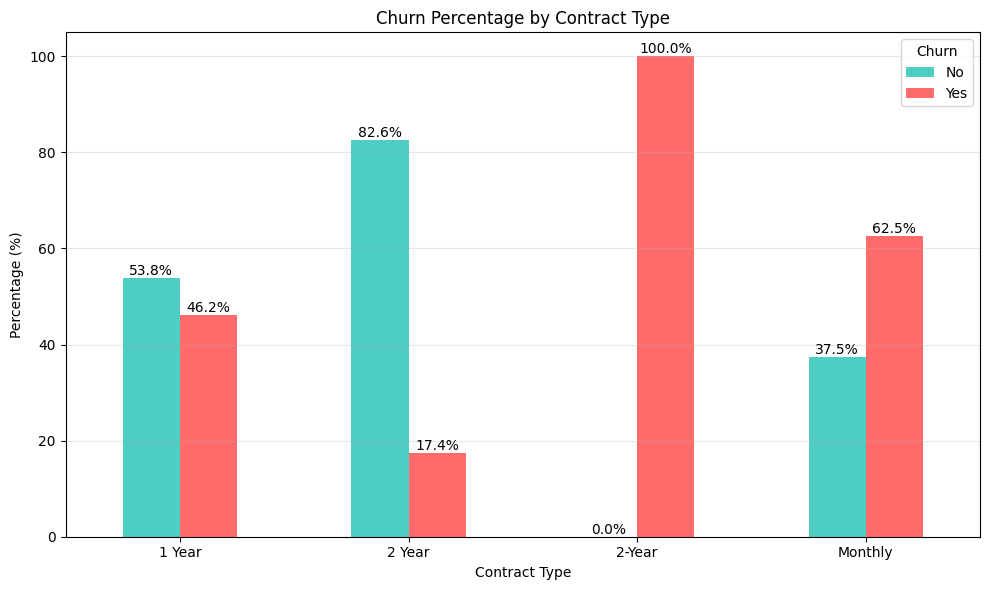 Churn Percentage by Contract Type
Churn
No
Yes
Percentage (%)
100
80
60
40
20
0
53.8%
46.2%
82.6%
17.4%
0.0%
100.0%
37.5%
62.5%
1 Year
2 Year
2-Year
Monthly
Contract Type